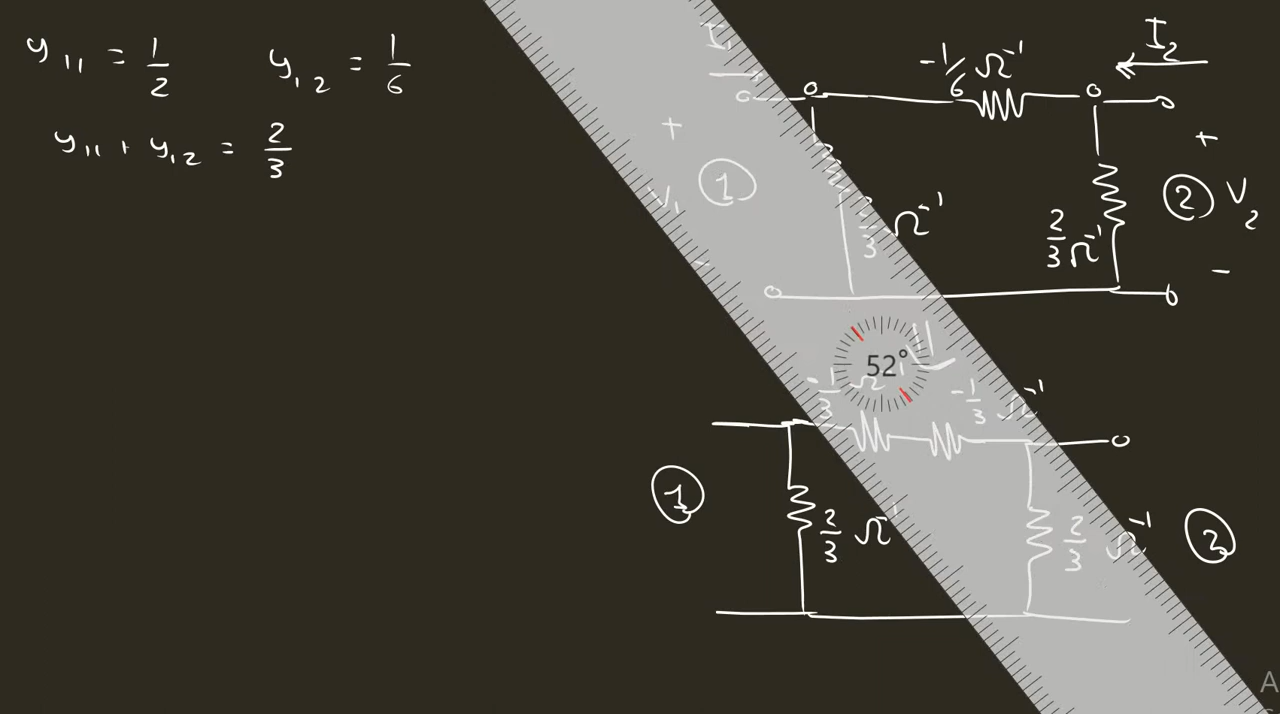 y₁₁ = 1/2 y₁₂ = 1/6
y₁₁ + y₁₂ = 2/3
I₁
-1/6 Ω⁻¹
I₂
+
V₁
-
①
2/3 Ω⁻¹
2/3 Ω⁻¹
+
② V₂
-
52°
-1/3 Ω⁻¹
-1/3 Ω⁻¹
①
2/3 Ω⁻¹
2/3 Ω⁻¹
②
A